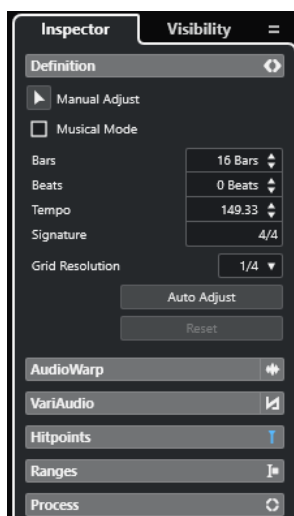 Inspector Visibility
Definition
Manual Adjust
Musical Mode
Bars 16 Bars
Beats 0 Beats
Tempo 149.33
Signature 4/4
Grid Resolution 1/4
Auto Adjust
Reset
AudioWarp
VariAudio
Hitpoints
Ranges
Process